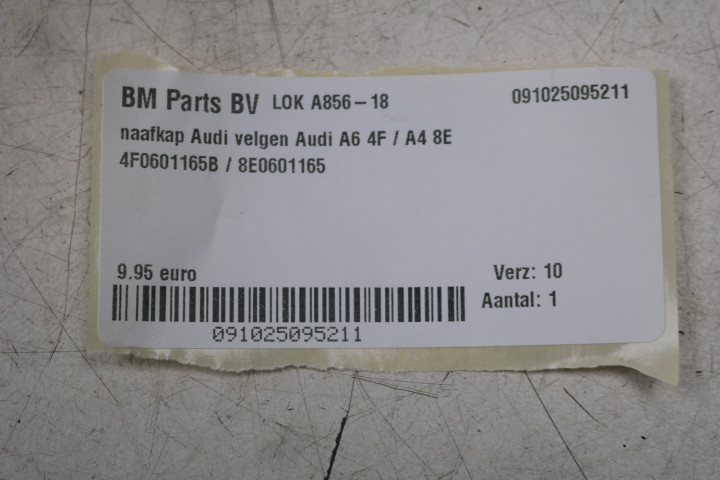 BM Parts BV LOK A856-18 091025095211
naafkap Audi velgen Audi A6 4F / A4 8E
4F0601165B / 8E0601165
9.95 euro Verz: 10
Aantal: 1
091025095211